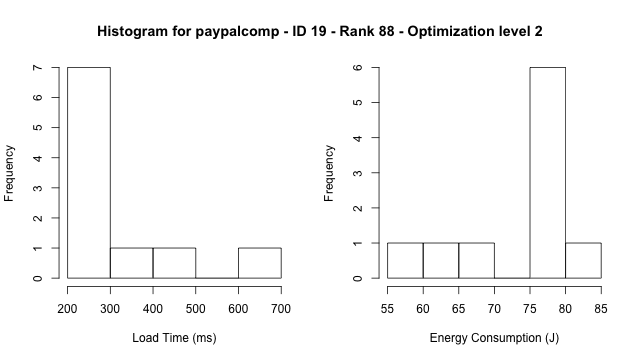 Histogram for paypalcomp - ID 19 - Rank 88 - Optimization level 2
Frequency
7
6
5
4
3
2
1
0
200 300 400 500 600 700
Load Time (ms)
Frequency
6
5
4
3
2
1
0
55 60 65 70 75 80 85
Energy Consumption (J)